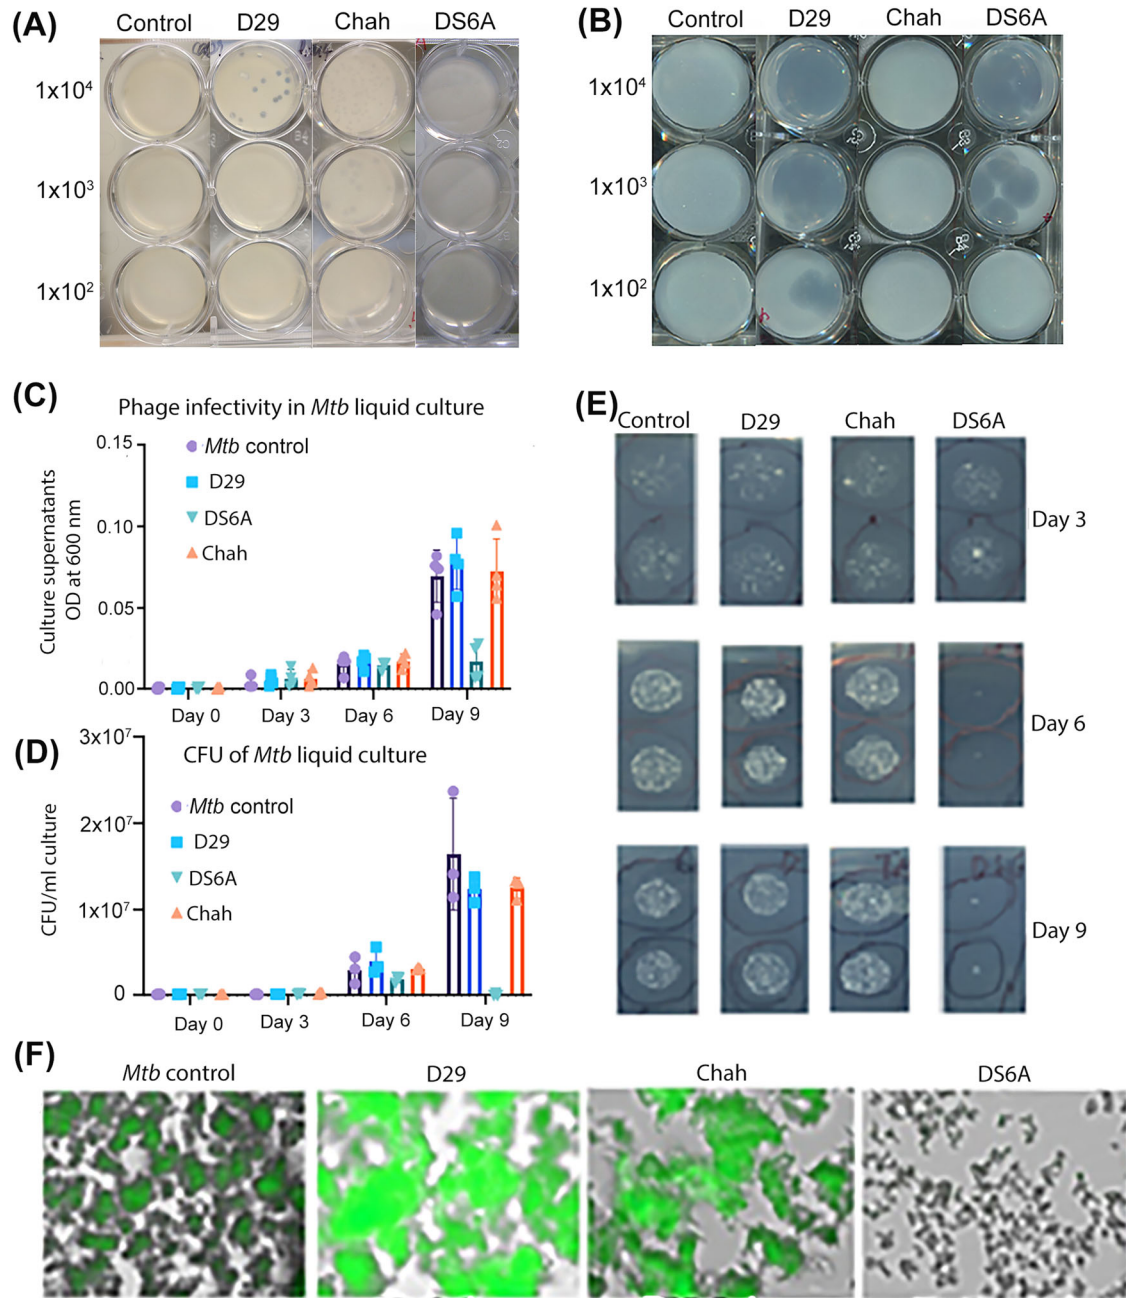 (A)
Control D29 Chah DS6A
1x10⁴
1x10³
1x10²
(B)
Control D29 Chah DS6A
1x10⁴
1x10³
1x10²
(C)
Phage infectivity in Mtb liquid culture
Culture supernatants
OD at 600 nm
0.15
0.10
0.05
0.00
Mtb control
D29
DS6A
Chah
Day 0 Day 3 Day 6 Day 9
(D)
CFU of Mtb liquid culture
CFU/ml culture
3x10⁷
2x10⁷
1x10⁷
0
Mtb control
D29
DS6A
Chah
Day 0 Day 3 Day 6 Day 9
(E)
Control D29 Chah DS6A
Day 3
Day 6
Day 9
(F)
Mtb control D29 Chah DS6A